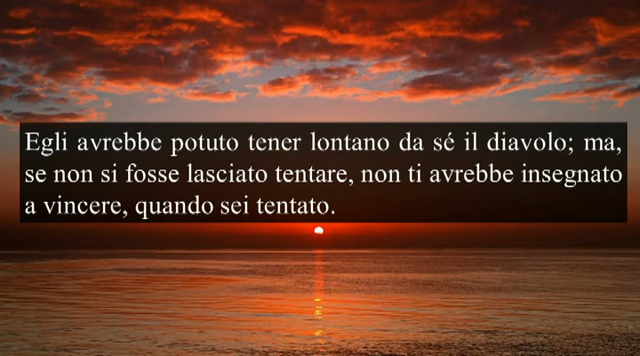 Egli avrebbe potuto tener lontano da sé il diavolo; ma,
se non si fosse lasciato tentare, non ti avrebbe insegnato
a vincere, quando sei tentato.